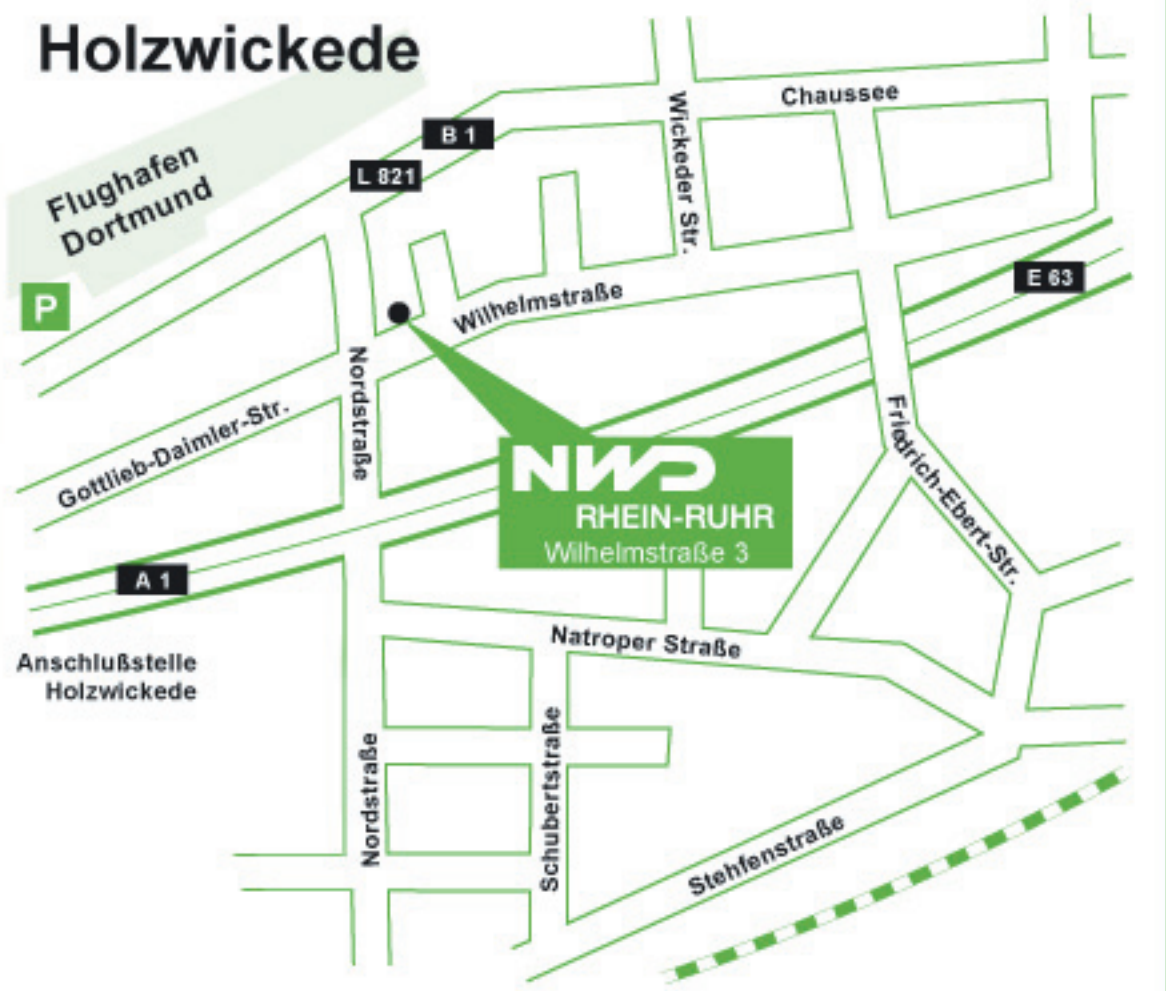 Holzwickede
Flughafen
Dortmund
P
B 1
L 821
Chaussee
Wickeder Str.
E 63
Wilhelmstraße
Nordstraße
Gottlieb-Daimler-Str.
Friedrich-Ebert-Str.
NWD
RHEIN-RUHR
Wilhelmstraße 3
A 1
Anschlußstelle
Holzwickede
Natroper Straße
Nordstraße
Schubertstraße
Stehfenstraße